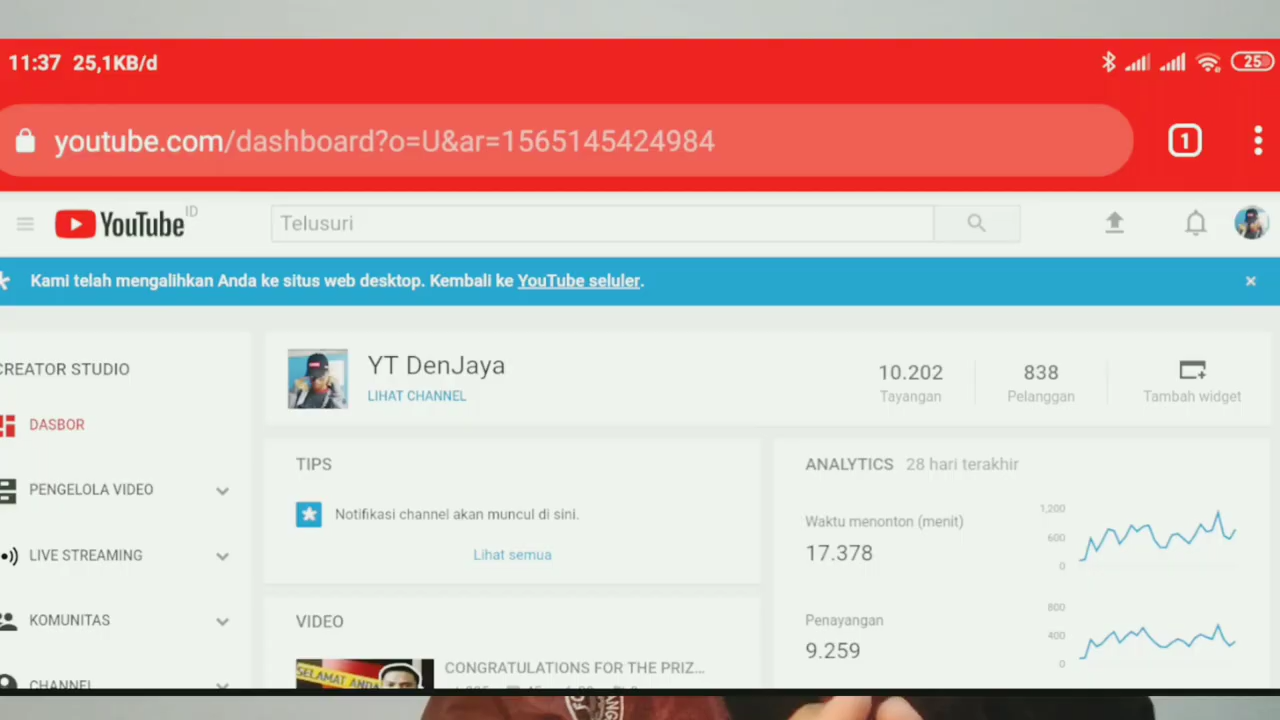 11:37 25,1KB/d
25
youtube.com/dashboard?o=U&ar=1565145424984
1
YouTube ID
Telusuri
Kami telah mengalihkan Anda ke situs web desktop. Kembali ke YouTube seluler.
CREATOR STUDIO
DASBOR
PENGELOLA VIDEO
LIVE STREAMING
KOMUNITAS
CHANNEL
YT DenJaya
LIHAT CHANNEL
10.202
Tayangan
838
Pelanggan
Tambah widget
TIPS
Notifikasi channel akan muncul di sini.
Lihat semua
VIDEO
SELAMAT ANDA
CONGRATULATIONS FOR THE PRIZ...
ANALYTICS 28 hari terakhir
Waktu menonton (menit)
17.378
1,200
600
0
Penayangan
9.259
800
400
0